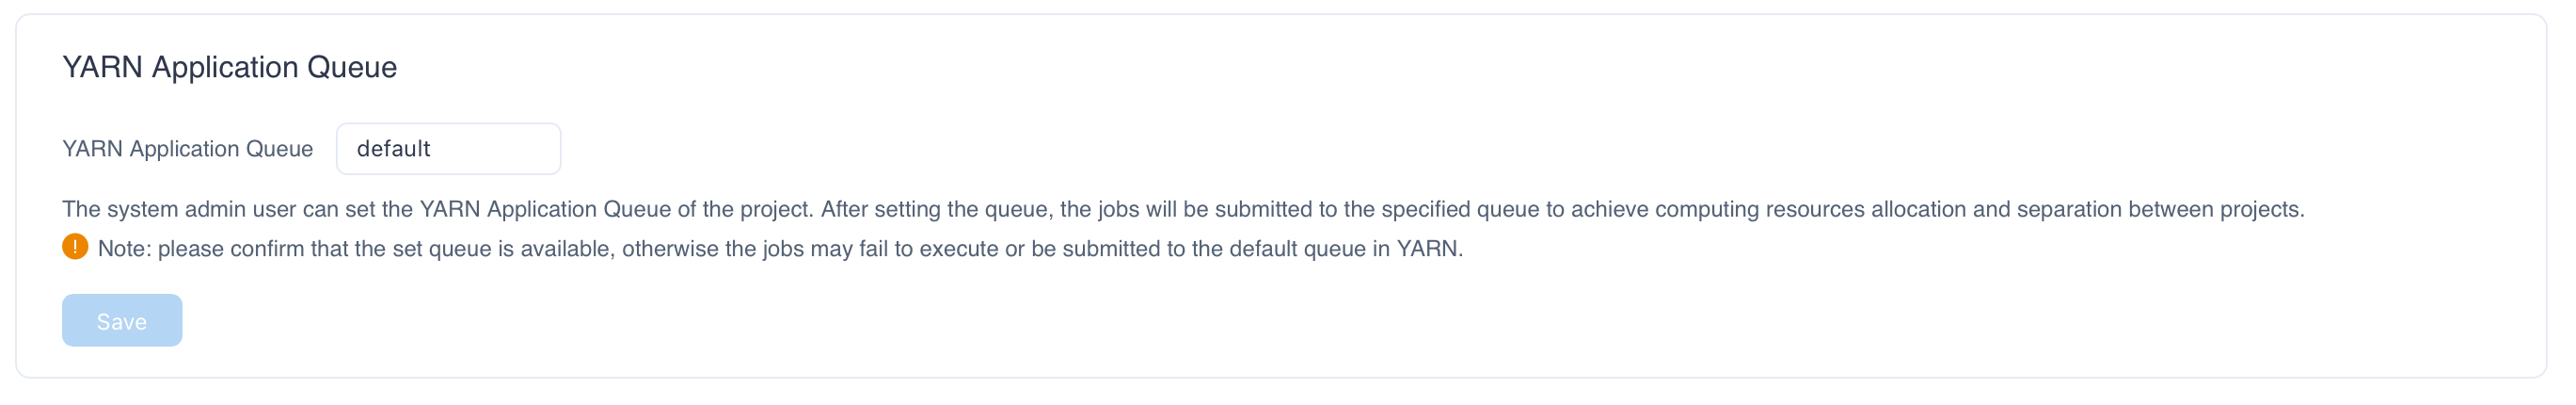 YARN Application Queue
YARN Application Queue default
The system admin user can set the YARN Application Queue of the project. After setting the queue, the jobs will be submitted to the specified queue to achieve computing resources allocation and separation between projects.
! Note: please confirm that the set queue is available, otherwise the jobs may fail to execute or be submitted to the default queue in YARN.
Save